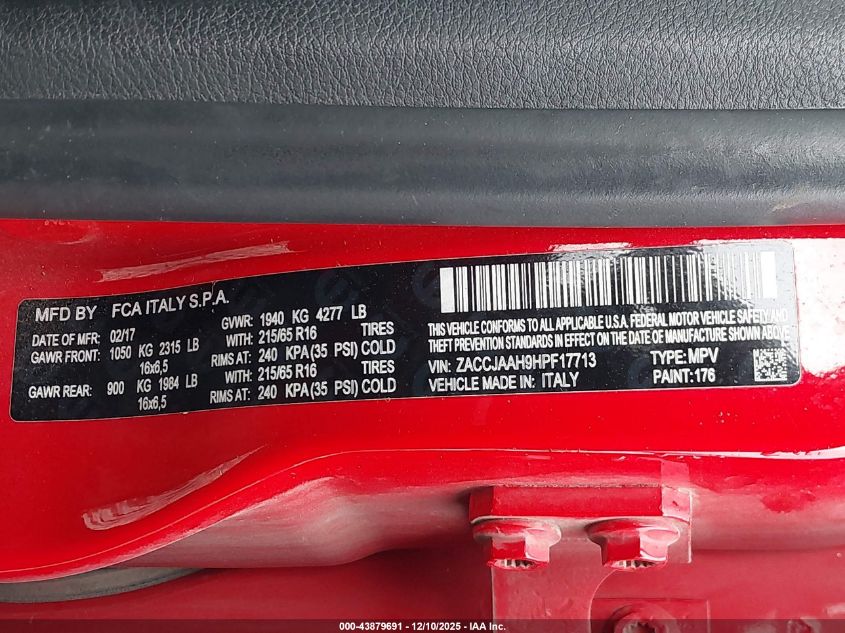 MFD BY FCA ITALY S.P.A.
DATE OF MFR: 02/17 GVWR: 1940 KG 4277 LB
GAWR FRONT: 1050 KG 2315 LB WITH: 215/65 R16 TIRES
16x6,5 RIMS AT: 240 KPA(35 PSI) COLD
GAWR REAR: 900 KG 1984 LB WITH: 215/65 R16 TIRES
16x6,5 RIMS AT: 240 KPA(35 PSI) COLD
THIS VEHICLE CONFORMS TO ALL APPLICABLE U.S.A. FEDERAL MOTOR VEHICLE SAFETY AND
THEFT PREVENTION STANDARDS IN EFFECT ON THE DATE OF MANUFACTURE SHOWN ABOVE.
VIN: ZACCJAAH9HPF17713 TYPE: MPV
VEHICLE MADE IN: ITALY PAINT: 176
000-43879691 - 12/10/2025 - IAA Inc.